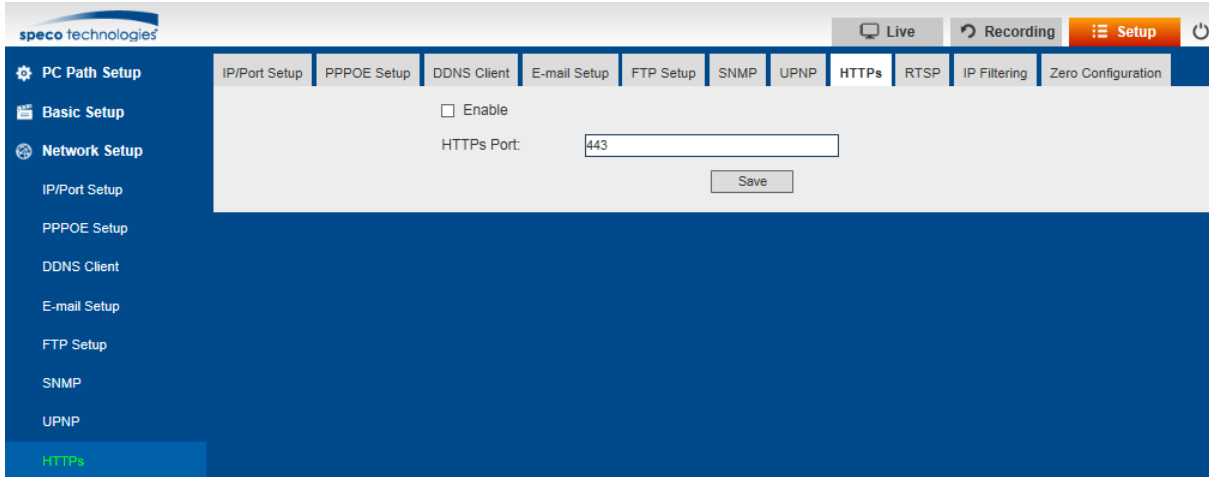 speco technologies
Live
Recording
Setup
PC Path Setup
Basic Setup
Network Setup
IP/Port Setup
PPPOE Setup
DDNS Client
E-mail Setup
FTP Setup
SNMP
UPNP
HTTPs
IP/Port Setup PPPOE Setup DDNS Client E-mail Setup FTP Setup SNMP UPNP HTTPs RTSP IP Filtering Zero Configuration
Enable
HTTPs Port: 443
Save